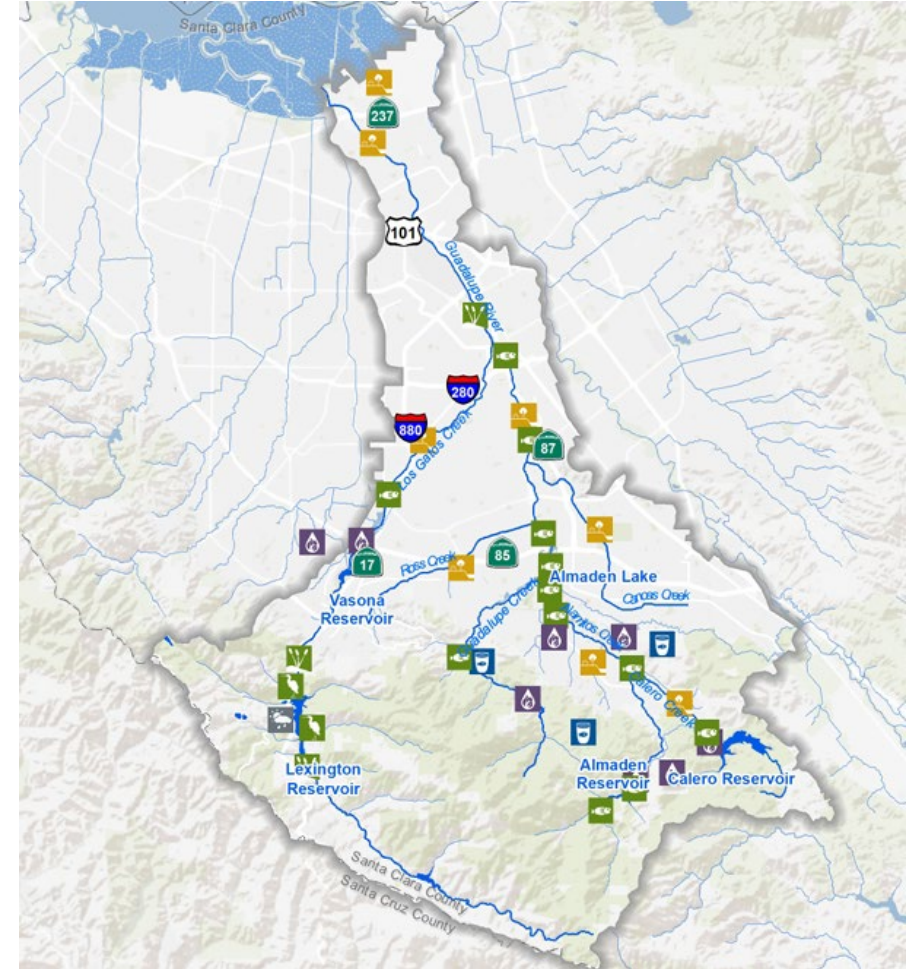 Santa Clara County
237
101
Guadalupe River
280
880
Los Gatos Creek
87
17
Ross Creek
85
Almaden Lake
Vasona
Reservoir
Canoas Creek
Guadalupe Creek
Alamitos Creek
Calero Creek
Lexington
Reservoir
Almaden
Reservoir
Calero Reservoir
Santa Clara County
Santa Cruz County